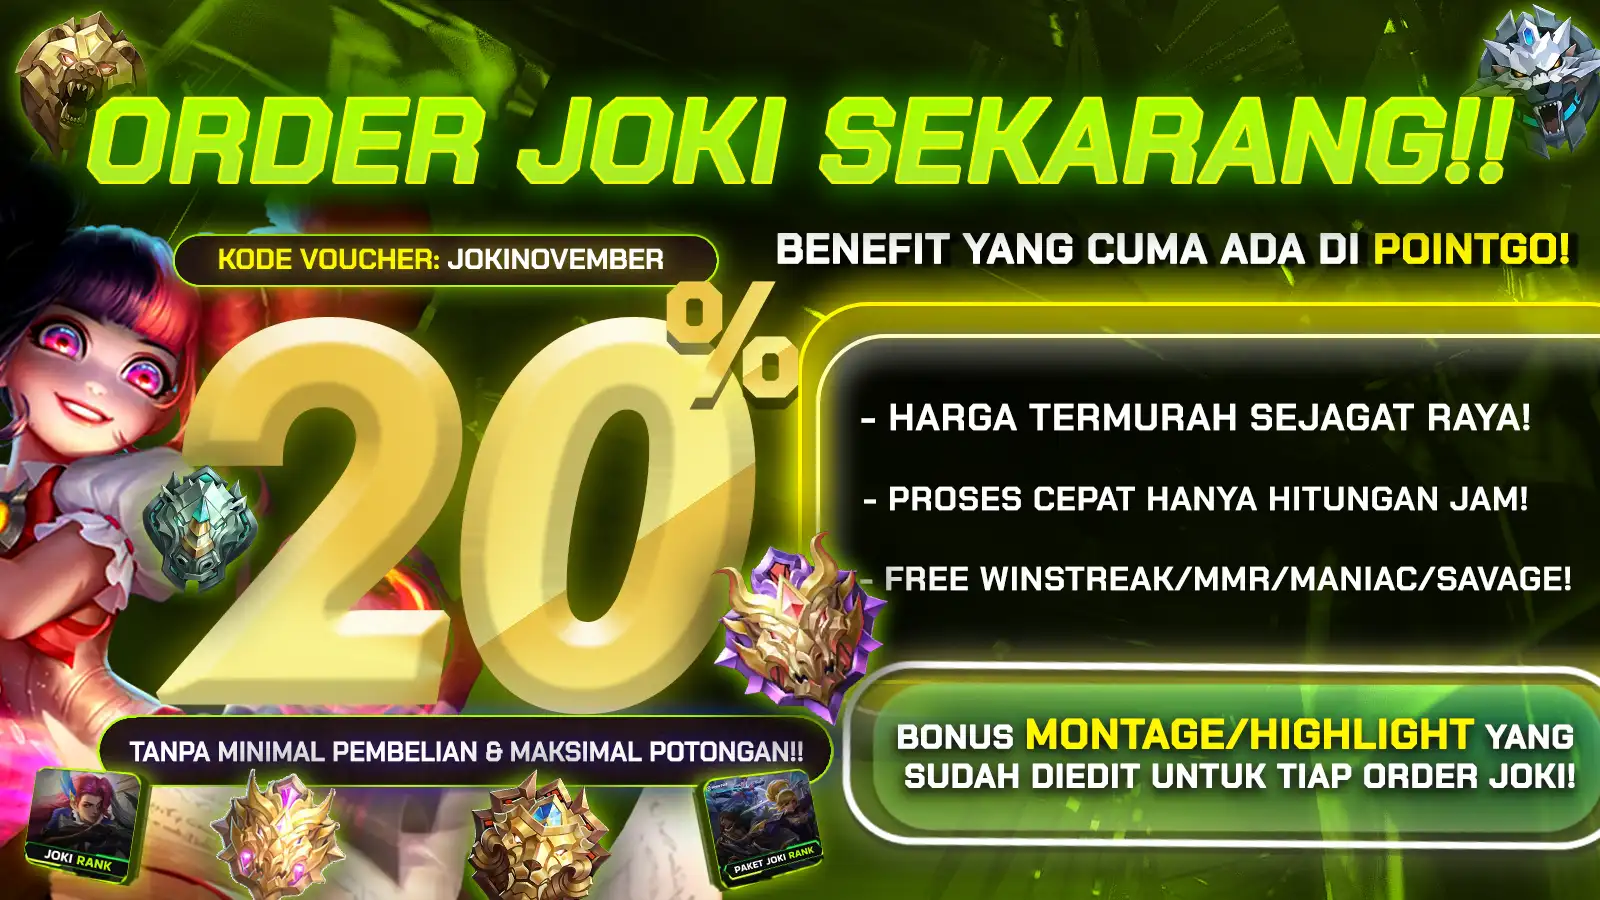 ORDER JOKI SEKARANG!!
KODE VOUCHER: JOKINOVEMBER
20%
TANPA MINIMAL PEMBELIAN & MAKSIMAL POTONGAN!!
JOKI RANK
PAKET JOKI RANK
BENEFIT YANG CUMA ADA DI POINTGO!
- HARGA TERMURAH SEJAGAT RAYA!
- PROSES CEPAT HANYA HITUNGAN JAM!
- FREE WINSTREAK/MMR/MANIAC/SAVAGE!
BONUS MONTAGE/HIGHLIGHT YANG
SUDAH DIEDIT UNTUK TIAP ORDER JOKI!